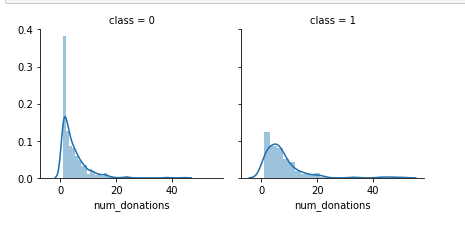 class = 0
class = 1
0.4
0.3
0.2
0.1
0.0
0 20 40
0 20 40
num_donations
num_donations